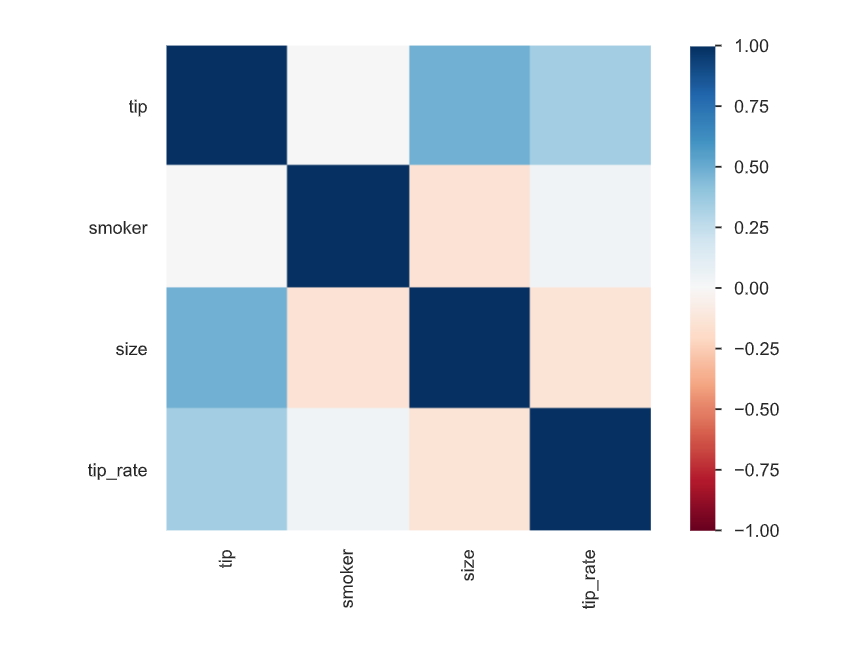 tip
smoker
size
tip_rate
tip
smoker
size
tip_rate
1.00
0.75
0.50
0.25
0.00
−0.25
−0.50
−0.75
−1.00